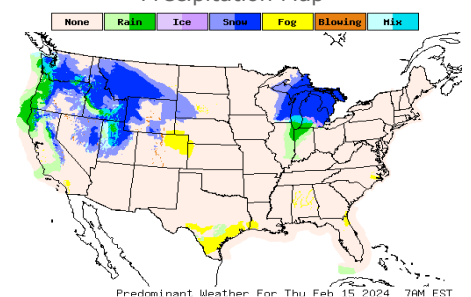 Precipitation Map
None Rain Ice Snow Fog Blowing Mix
Predominant Weather For Thu Feb 15 2024 7AM EST